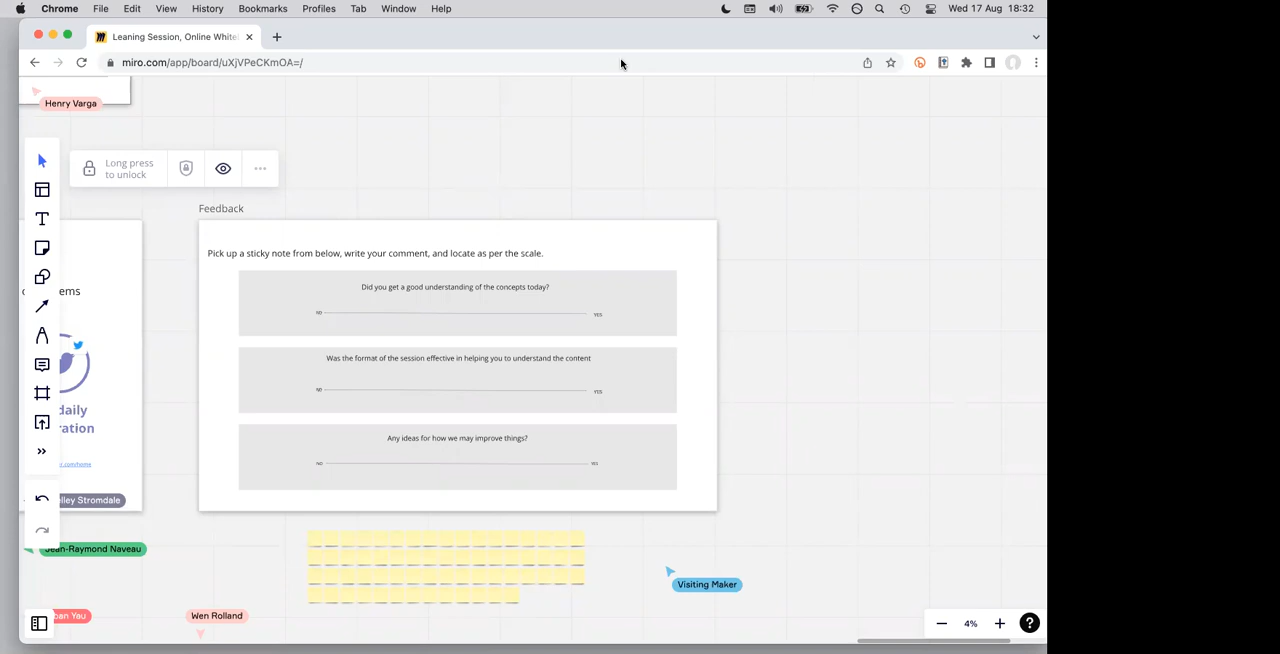 Chrome File Edit View History Bookmarks Profiles Tab Window Help Wed 17 Aug 18:32
Leaning Session, Online White
miro.com/app/board/uXjVPeCKmOA=/
Henry Varga
Long press
to unlock
Feedback
Pick up a sticky note from below, write your comment, and locate as per the scale.
ems
Did you get a good understanding of the concepts today?
NO YES
Was the format of the session effective in helping you to understand the content
NO YES
daily
ration
Any ideas for how we may improve things?
NO YES
r.com/home
elley Stromdale
Jean-Raymond Naveau
Visiting Maker
ban Yau
Wen Rolland
4%